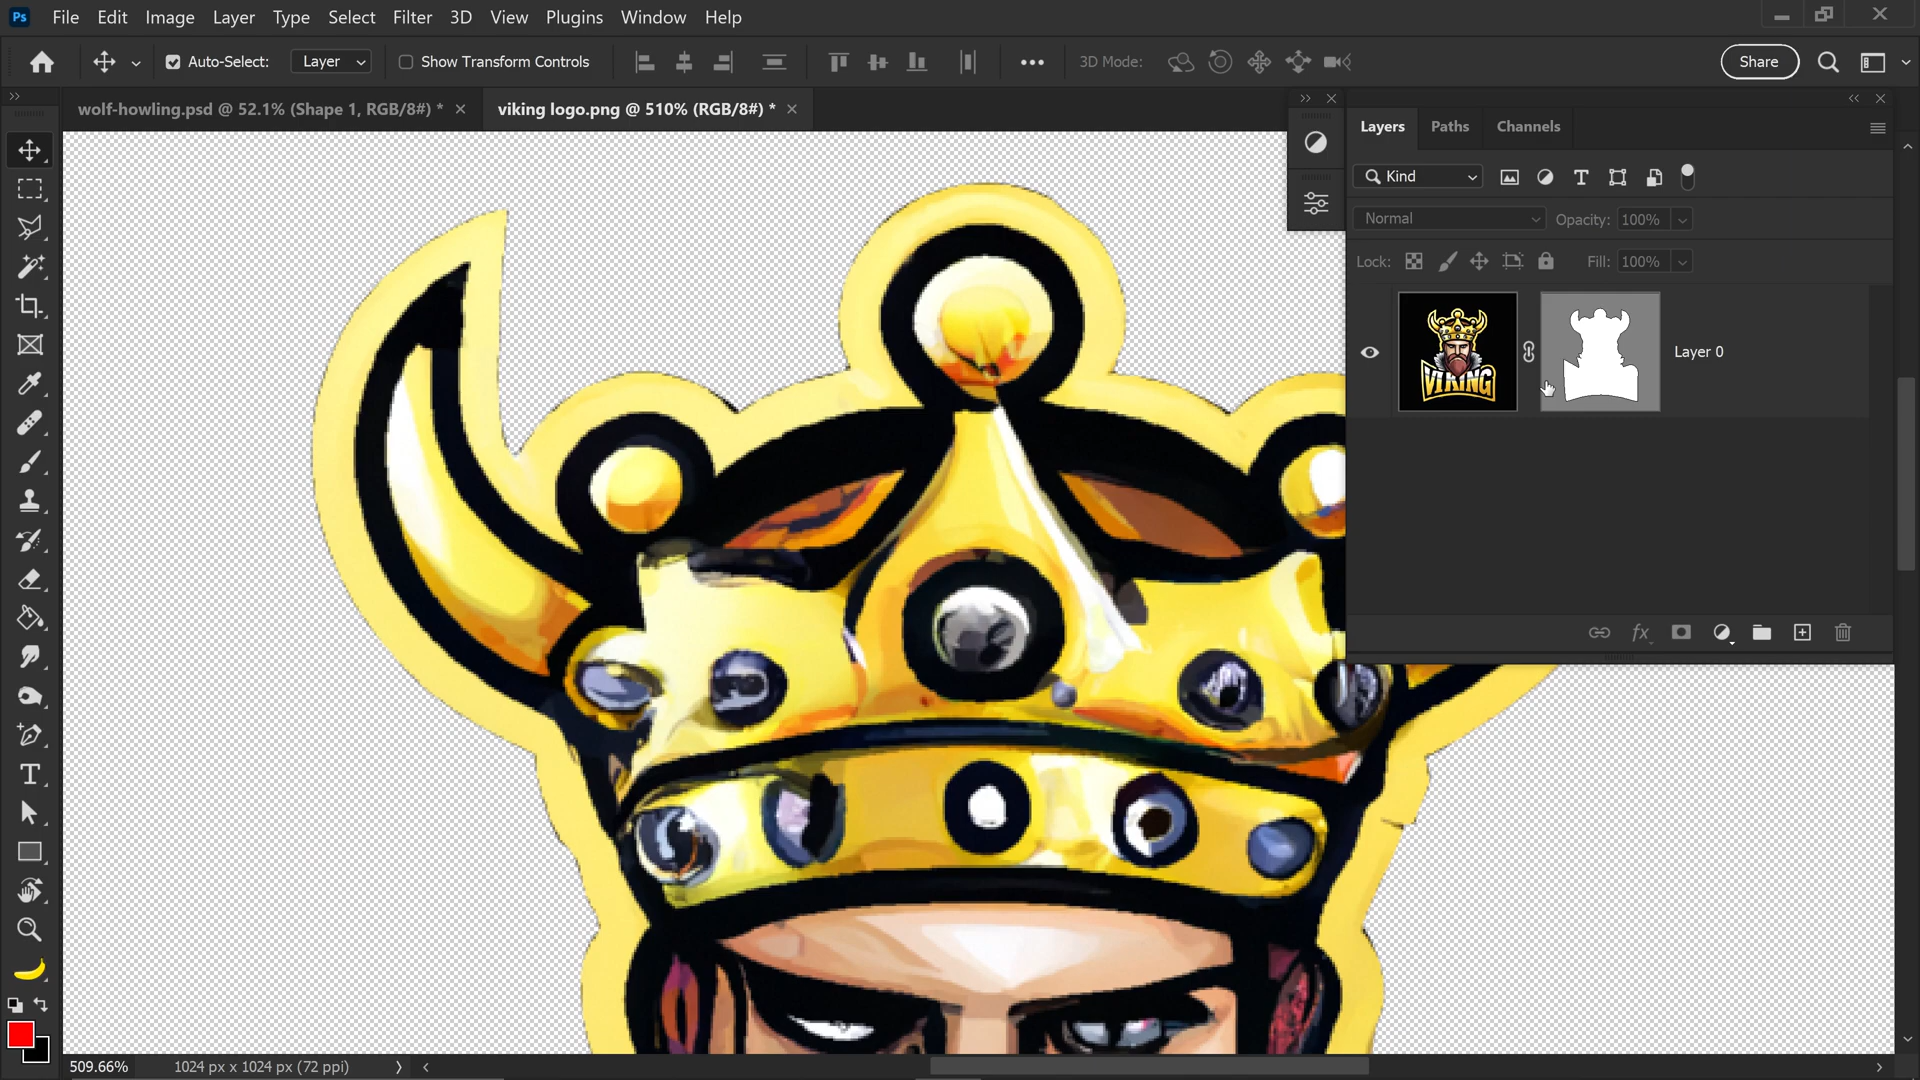 Ps File Edit Image Layer Type Select Filter 3D View Plugins Window Help
Auto-Select: Layer Show Transform Controls 3D Mode: Share
wolf-howling.psd @ 52.1% (Shape 1, RGB/8#) * viking logo.png @ 510% (RGB/8#) *
Layers Paths Channels
Kind
Normal Opacity: 100%
Lock: Fill: 100%
VIKING
Layer 0
fx
509.66% 1024 px x 1024 px (72 ppi)